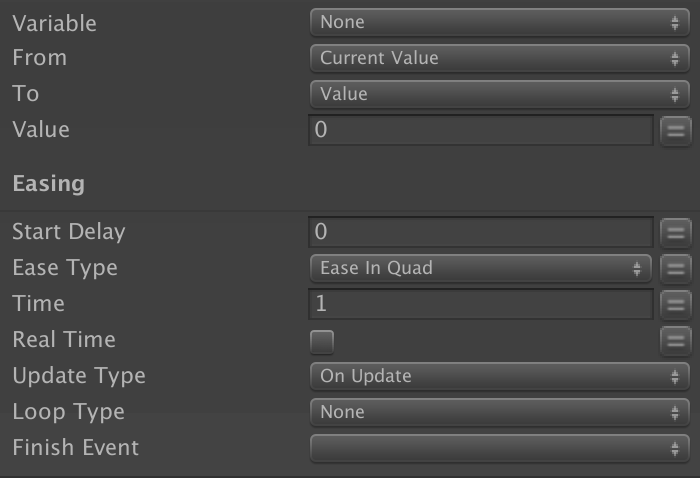 Variable None
From Current Value
To Value
Value 0
Easing
Start Delay 0
Ease Type Ease In Quad
Time 1
Real Time
Update Type On Update
Loop Type None
Finish Event